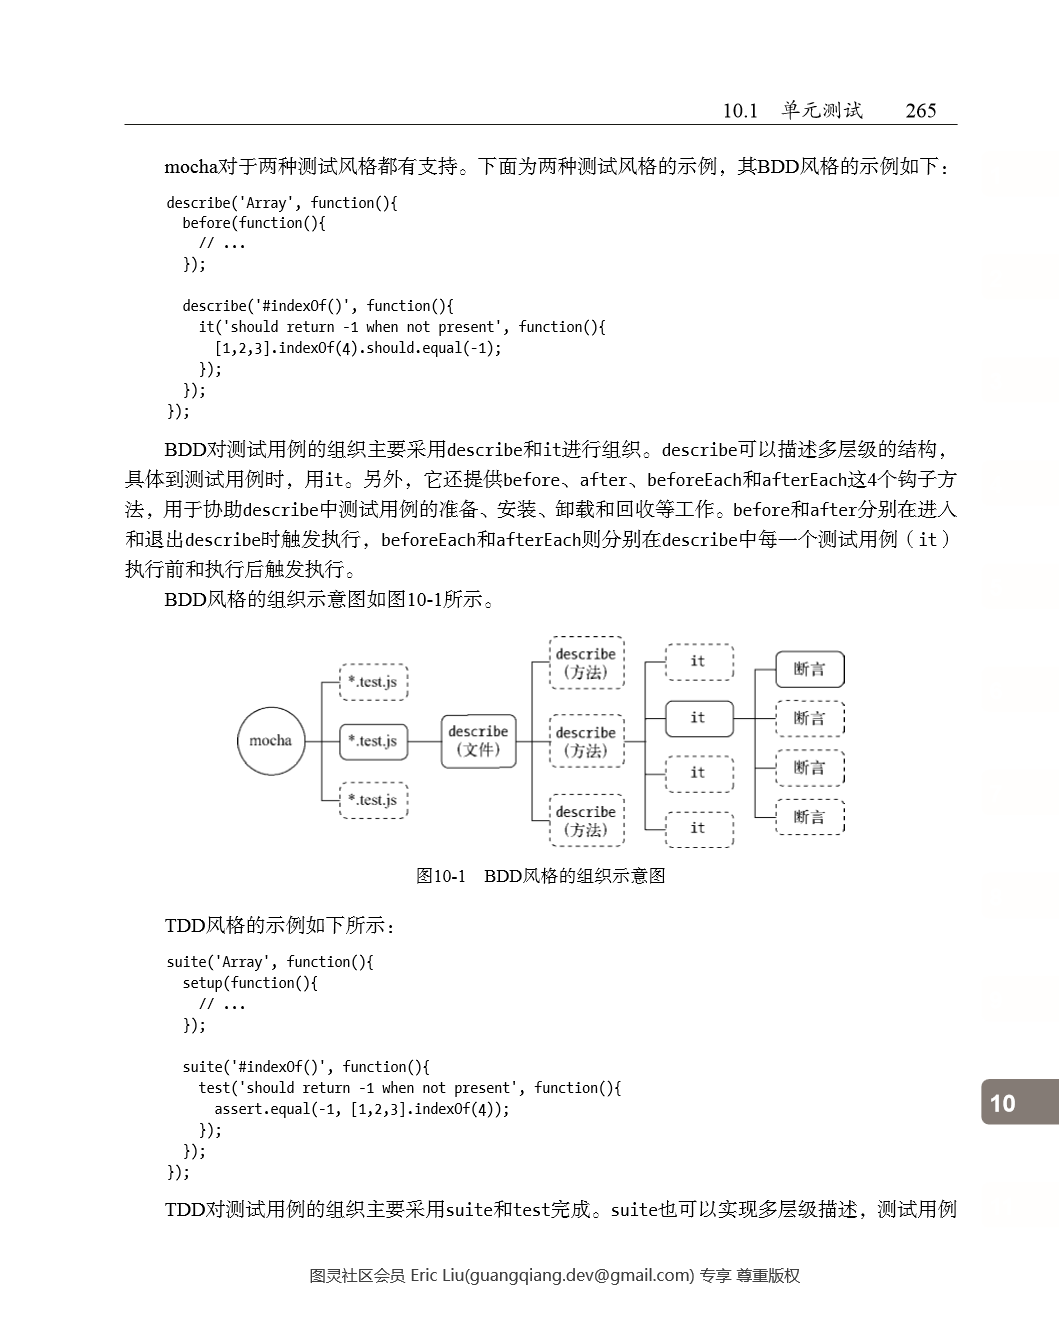 10.1 单元测试 265
mocha对于两种测试风格都有支持。下面为两种测试风格的示例，其BDD风格的示例如下：
describe('Array', function(){
  before(function(){
    // ...
  });

  describe('#indexOf()', function(){
    it('should return -1 when not present', function(){
      [1,2,3].indexOf(4).should.equal(-1);
    });
  });
});
BDD对测试用例的组织主要采用describe和it进行组织。describe可以描述多层级的结构，
具体到测试用例时，用it。另外，它还提供before、after、beforeEach和afterEach这4个钩子方
法，用于协助describe中测试用例的准备、安装、卸载和回收等工作。before和after分别在进入
和退出describe时触发执行，beforeEach和afterEach则分别在describe中每一个测试用例（it）
执行前和执行后触发执行。
BDD风格的组织示意图如图10-1所示。
mocha
*.test.js
*.test.js
*.test.js
describe
(文件)
describe
(方法)
describe
(方法)
describe
(方法)
it
it
it
it
断言
断言
断言
断言
图10-1 BDD风格的组织示意图
TDD风格的示例如下所示：
suite('Array', function(){
  setup(function(){
    // ...
  });

  suite('#indexOf()', function(){
    test('should return -1 when not present', function(){
      assert.equal(-1, [1,2,3].indexOf(4));
    });
  });
});
10
TDD对测试用例的组织主要采用suite和test完成。suite也可以实现多层级描述，测试用例
图灵社区会员 Eric Liu(guangqiang.dev@gmail.com) 专享 尊重版权